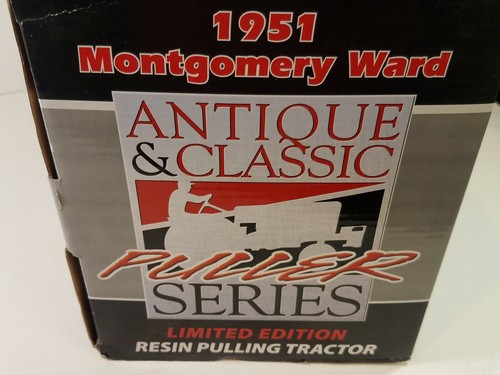 1951
Montgomery Ward
ANTIQUE
& CLASSIC
PULLER
SERIES
LIMITED EDITION
RESIN PULLING TRACTOR